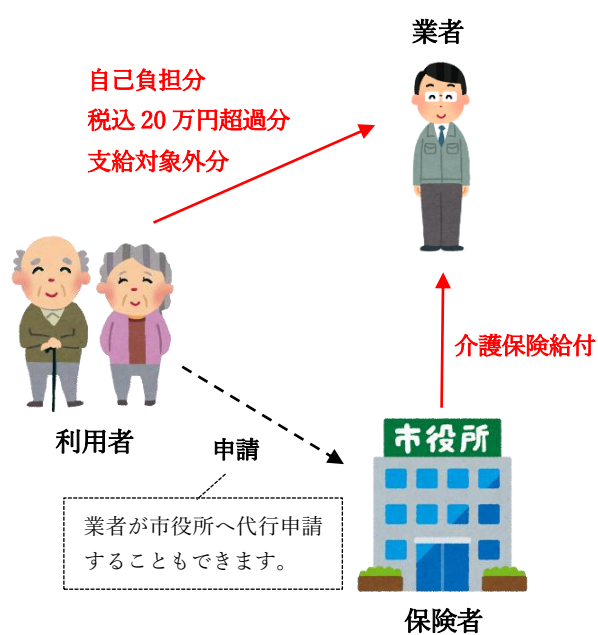 業者
自己負担分
税込 20 万円超過分
支給対象外分
介護保険給付
利用者
申請
市役所
業者が市役所へ代行申請
することもできます。
保険者